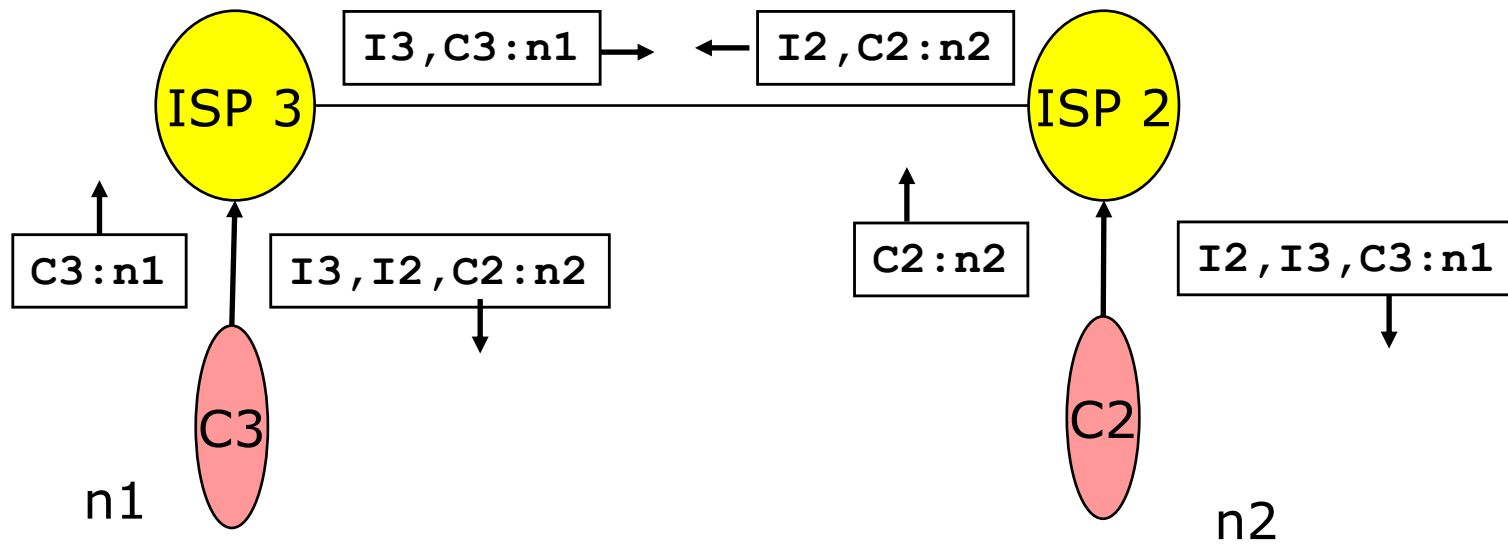 I3,C3:n1
I2,C2:n2
ISP 3
ISP 2
C3:n1
I3,I2,C2:n2
C2:n2
I2,I3,C3:n1
C3
C2
n1
n2